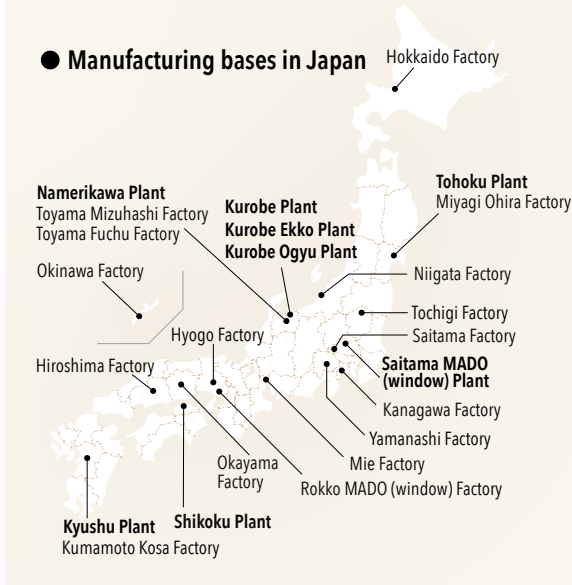 ● Manufacturing bases in Japan
Hokkaido Factory
Namerikawa Plant
Toyama Mizuhashi Factory
Toyama Fuchu Factory
Kurobe Plant
Kurobe Ekko Plant
Kurobe Ogyu Plant
Tohoku Plant
Miyagi Ohira Factory
Okinawa Factory
Niigata Factory
Tochigi Factory
Hyogo Factory
Saitama Factory
Hiroshima Factory
Saitama MADO
(window) Plant
Kanagawa Factory
Yamanashi Factory
Okayama
Factory
Mie Factory
Rokko MADO (window) Factory
Kyushu Plant
Kumamoto Kosa Factory
Shikoku Plant